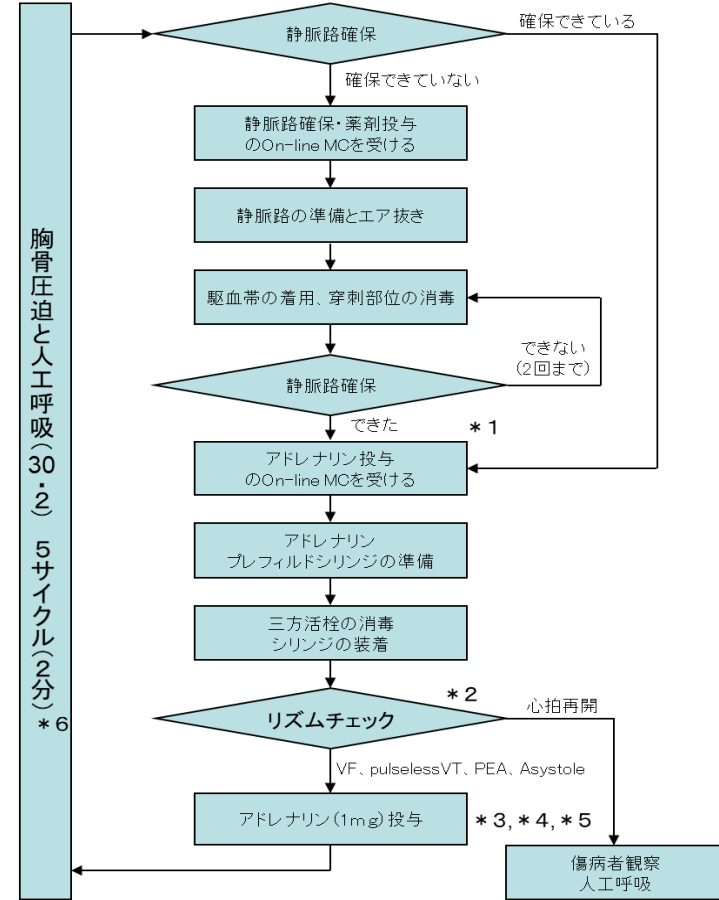 静脈路確保
確保できている
確保できていない
静脈路確保・薬剤投与
のOn-line MCを受ける
静脈路の準備とエア抜き
駆血帯の着用、穿刺部位の消毒
できない
(2回まで)
静脈路確保
できた
*1
アドレナリン投与
のOn-line MCを受ける
アドレナリン
プレフィルドシリンジの準備
三方活栓の消毒
シリンジの装着
*2
リズムチェック
心拍再開
VF、pulselessVT、PEA、Asystole
アドレナリン(1mg)投与
*3,*4,*5
傷病者観察
人工呼吸
胸骨圧迫と人工呼吸(30・2) 5サイクル(2分)
*6